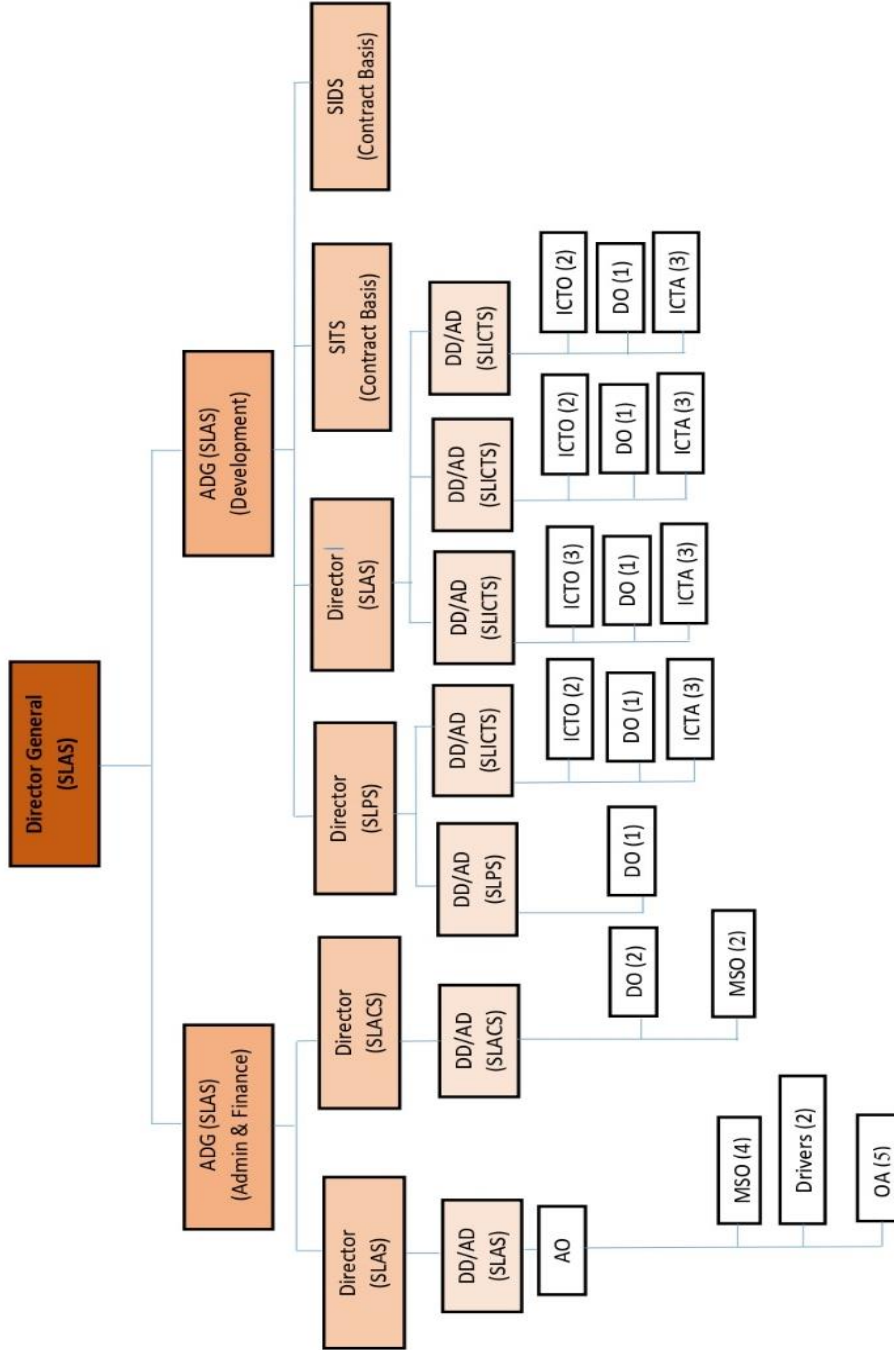 Director General
(SLAS)
ADG (SLAS)
(Admin & Finance)
ADG (SLAS)
(Development)
Director
(SLAS)
Director
(SLACS)
Director
(SLPS)
Director
(SLAS)
SITS
(Contract Basis)
SIDS
(Contract Basis)
DD/AD
(SLAS)
DD/AD
(SLACS)
DD/AD
(SLPS)
DD/AD
(SLICTS)
DD/AD
(SLICTS)
DD/AD
(SLICTS)
DD/AD
(SLICTS)
AO
MSO (4)
Drivers (2)
OA (5)
DO (2)
MSO (2)
DO (1)
ICTO (2)
DO (1)
ICTA (3)
ICTO (3)
DO (1)
ICTA (3)
ICTO (2)
DO (1)
ICTA (3)
ICTO (2)
DO (1)
ICTA (3)